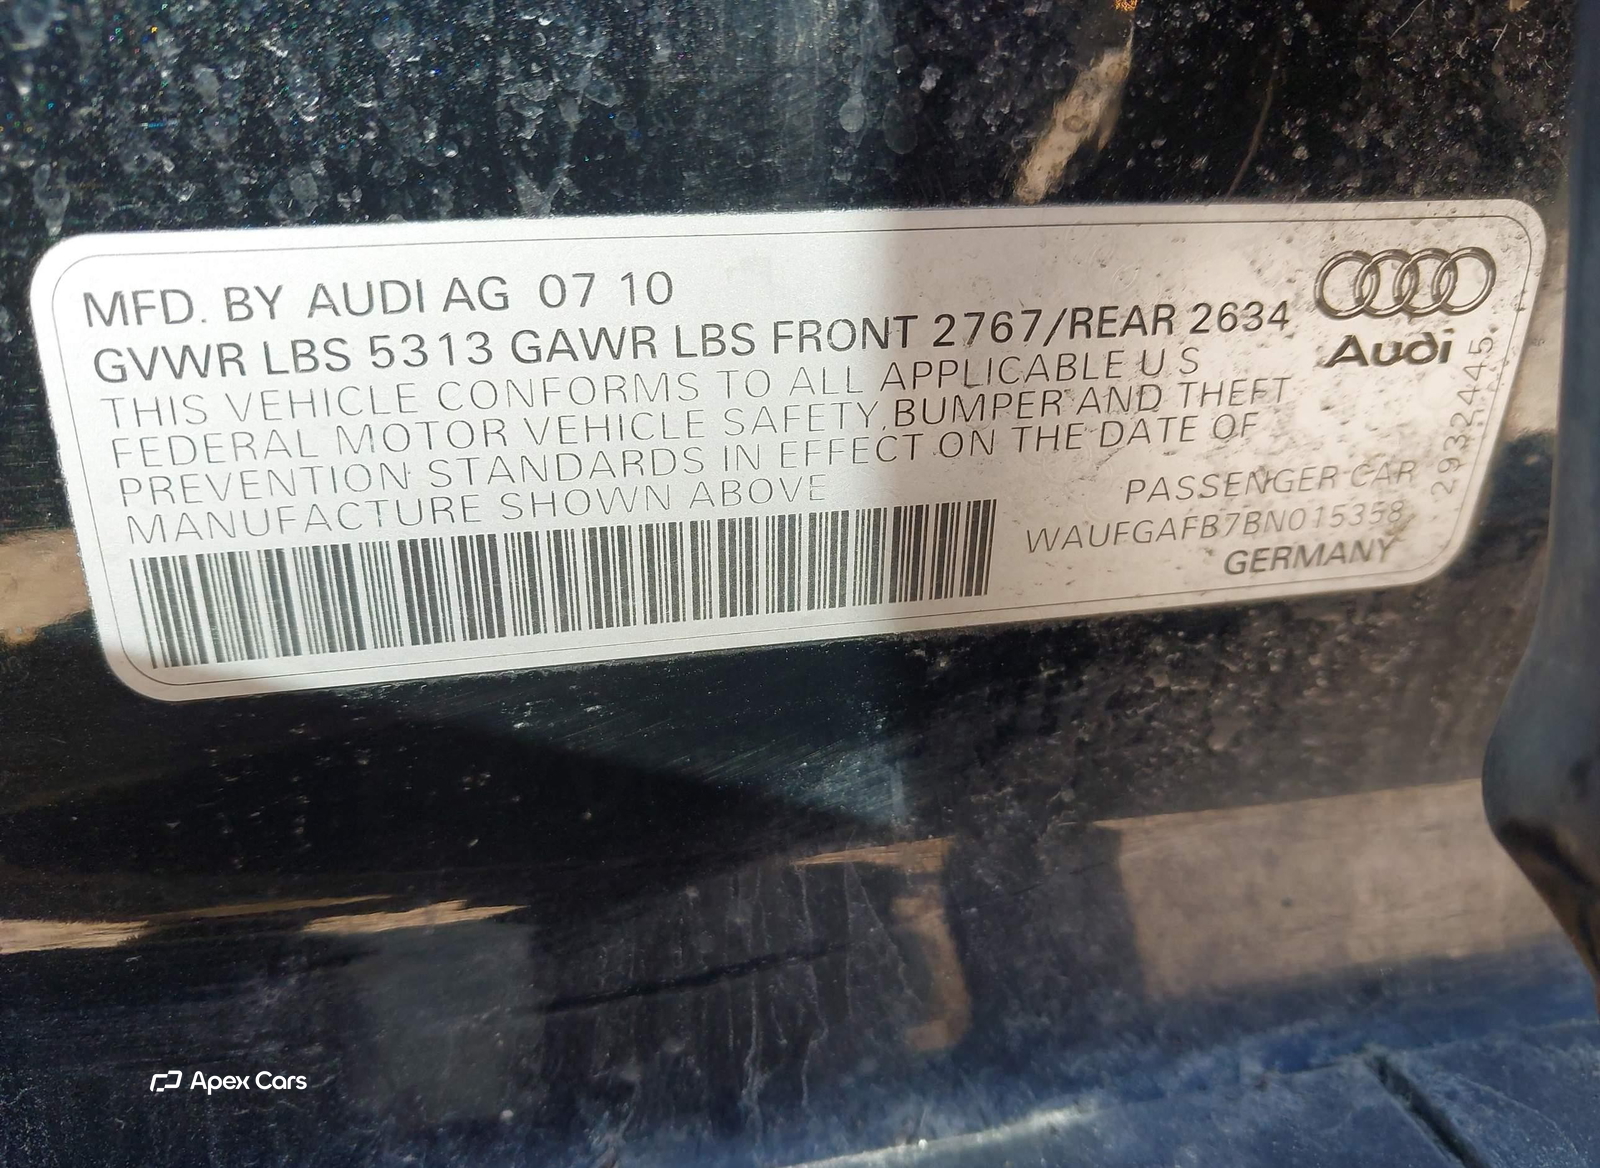 MFD. BY AUDI AG 07 10
GVWR LBS 5313 GAWR LBS FRONT 2767/REAR 2634
THIS VEHICLE CONFORMS TO ALL APPLICABLE U S
FEDERAL MOTOR VEHICLE SAFETY, BUMPER AND THEFT
PREVENTION STANDARDS IN EFFECT ON THE DATE OF
MANUFACTURE SHOWN ABOVE
Audi
PASSENGER CAR
WAUFGAFB7BN015358
GERMANY
2932445
Apex Cars